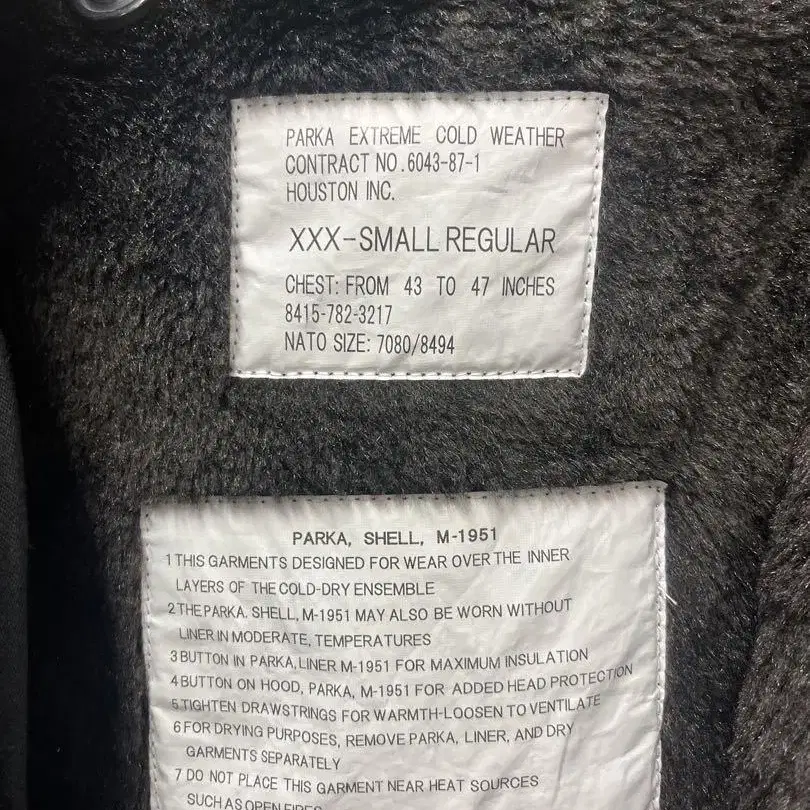 PARKA EXTREME COLD WEATHER
CONTRACT NO.6043-87-1
HOUSTON INC.
XXX-SMALL REGULAR
CHEST: FROM 43 TO 47 INCHES
8415-782-3217
NATO SIZE: 7080/8494
PARKA, SHELL, M-1951
1 THIS GARMENTS DESIGNED FOR WEAR OVER THE INNER
LAYERS OF THE COLD-DRY ENSEMBLE
2 THE PARKA. SHELL, M-1951 MAY ALSO BE WORN WITHOUT
LINER IN MODERATE, TEMPERATURES
3 BUTTON IN PARKA, LINER M-1951 FOR MAXIMUM INSULATION
4 BUTTON ON HOOD, PARKA, M-1951 FOR ADDED HEAD PROTECTION
5 TIGHTEN DRAWSTRINGS FOR WARMTH-LOOSEN TO VENTILATE
6 FOR DRYING PURPOSES, REMOVE PARKA, LINER, AND DRY
GARMENTS SEPARATELY
7 DO NOT PLACE THIS GARMENT NEAR HEAT SOURCES
SUCH AS OPEN FIRES